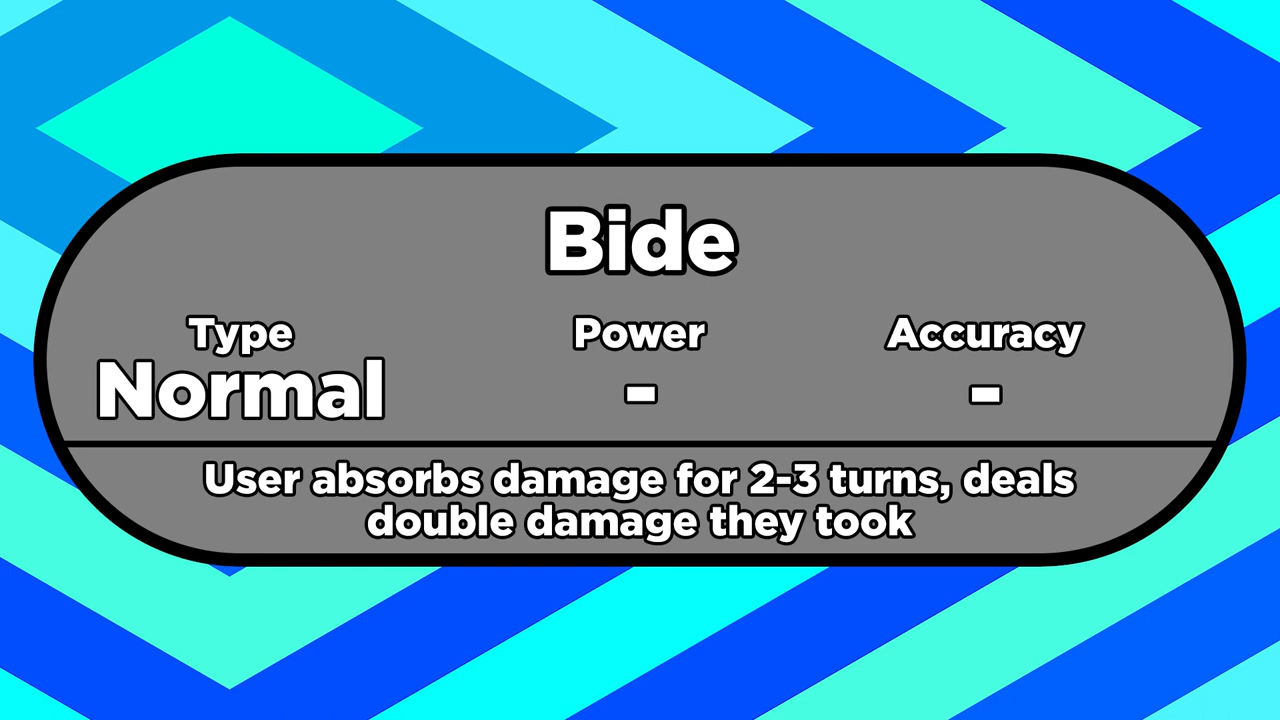 Bide
Type Power Accuracy
Normal - -
User absorbs damage for 2-3 turns, deals
double damage they took